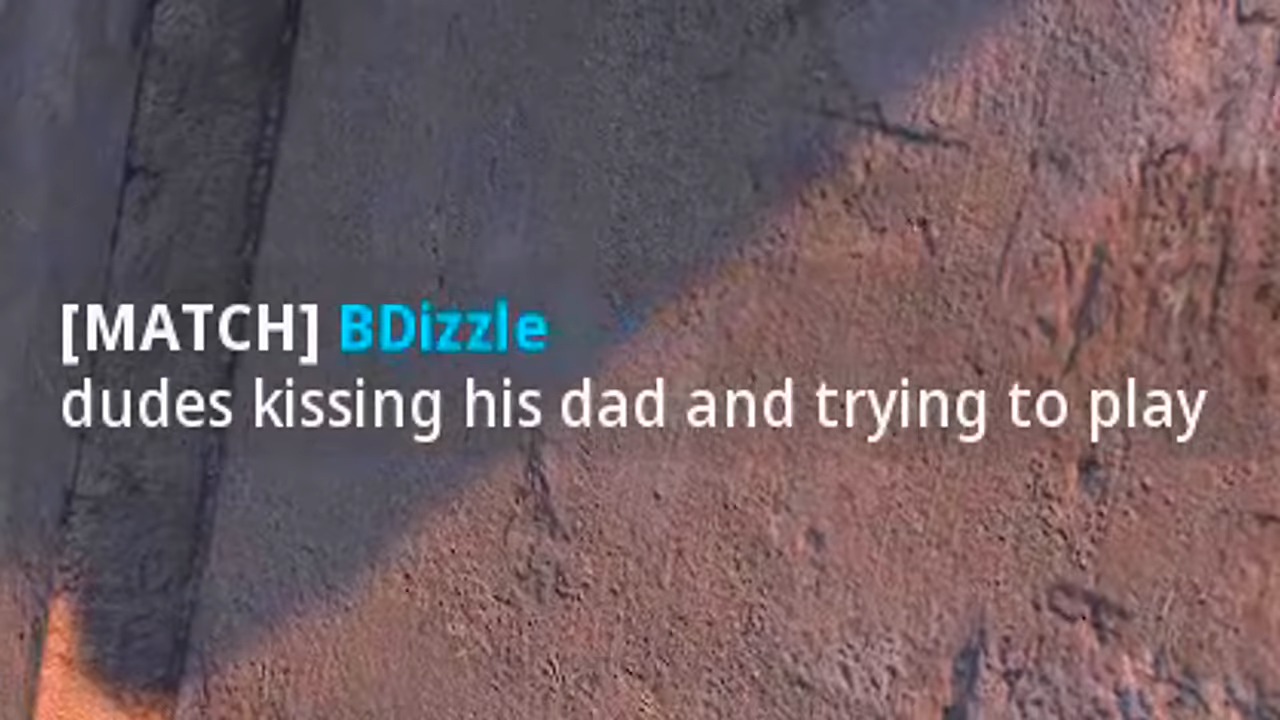 [MATCH] BDizzle
dudes kissing his dad and trying to play